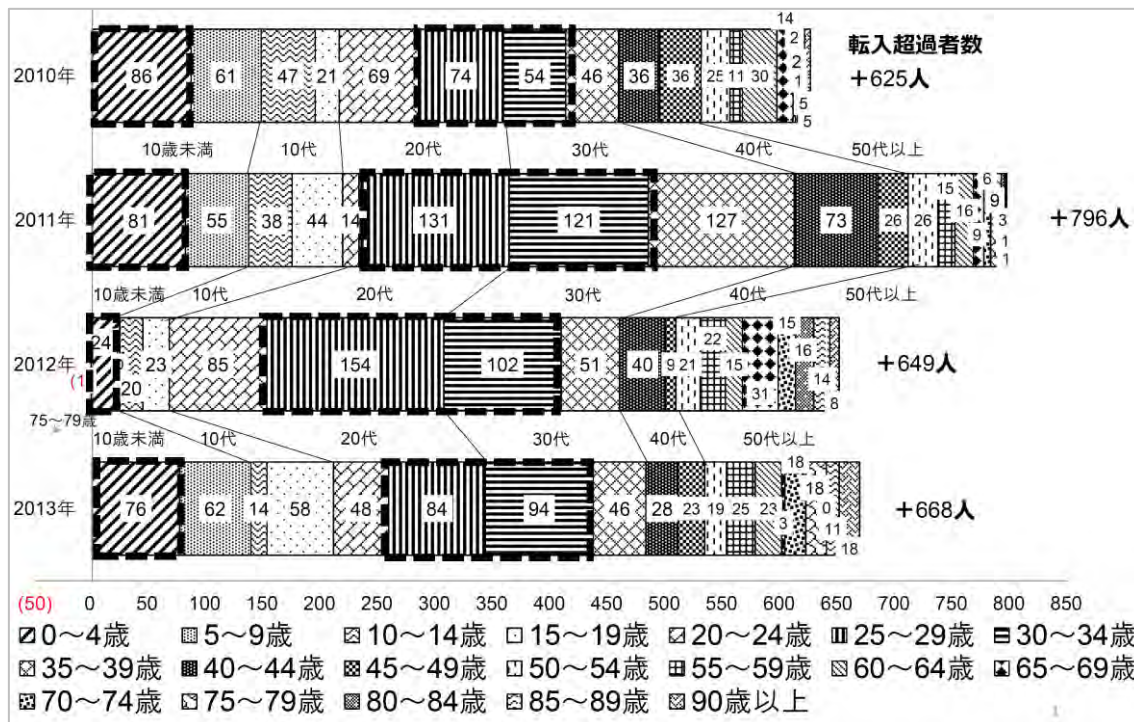 14
転入超過者数
2010年 86 61 47 21 69 74 54 46 36 36 25 11 30 2 2 1 5 5 +625人
10歳未満 10代 20代 30代 40代 50代以上
2011年 81 55 38 44 14 131 121 127 73 26 26 15 16 9 6 9 3 1 1 +796人
10歳未満 10代 20代 30代 40代 50代以上
2012年 24 20 23 85 154 102 51 40 9 21 22 15 31 15 16 14 8 +649人
(1
75~79歳
10歳未満 10代 20代 30代 40代 50代以上
2013年 76 62 14 58 48 84 94 46 28 23 19 25 23 3 18 18 0 11 18 +668人
(50) 0 50 100 150 200 250 300 350 400 450 500 550 600 650 700 750 800 850
0~4歳 5~9歳 10~14歳 15~19歳 20~24歳 25~29歳 30~34歳
35~39歳 40~44歳 45~49歳 50~54歳 55~59歳 60~64歳 65~69歳
70~74歳 75~79歳 80~84歳 85~89歳 90歳以上
1